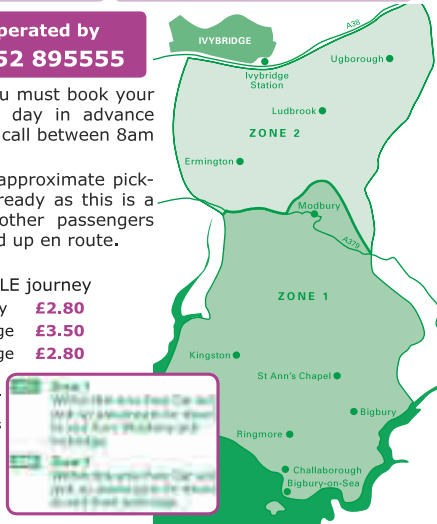 perated by
52 895555
u must book your
day in advance
call between 8am
approximate pick-
ready as this is a
other passengers
d up en route.
LE journey
y £2.80
ge £3.50
ge £2.80
s
IVYBRIDGE
A38
Ivybridge
Station
Ugborough
Ludbrook
ZONE 2
Ermington
Modbury
A379
ZONE 1
Kingston
St Ann's Chapel
Bigbury
Ringmore
Challaborough
Bigbury-on-Sea